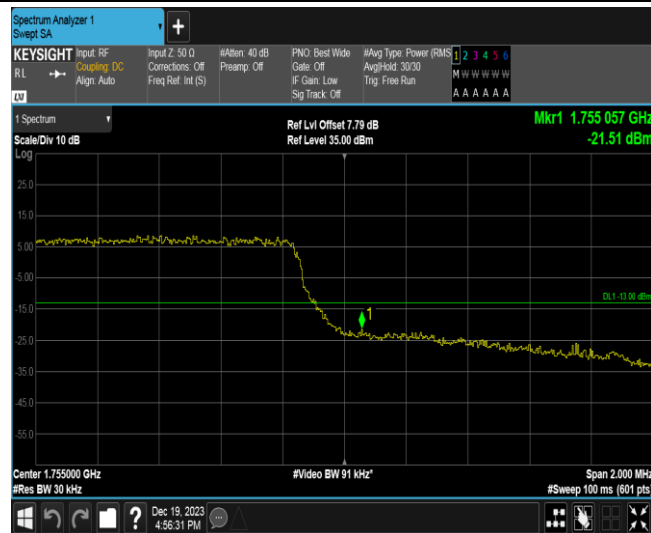 Spectrum Analyzer 1
Swept SA
+
KEYSIGHT
RL
LXI
Input: RF
Coupling: DC
Align: Auto
Input Z: 50 Ω
Corrections: Off
Freq Ref: Int (S)
#Atten: 40 dB
Preamp: Off
PNO: Best Wide
Gate: Off
IF Gain: Low
Sig Track: Off
#Avg Type: Power (RMS
Avg|Hold: 30/30
Trig: Free Run
1 2 3 4 5 6
M W W W W W
A A A A A A
1 Spectrum
Scale/Div 10 dB
Log
Ref Lvl Offset 7.79 dB
Ref Level 35.00 dBm
Mkr1 1.755 057 GHz
-21.51 dBm
25.0
15.0
5.00
-5.00
-15.0
-25.0
-35.0
-45.0
-55.0
DL1 -13.00 dBm
1
Center 1.755000 GHz
#Res BW 30 kHz
#Video BW 91 kHz*
Span 2.000 MHz
#Sweep 100 ms (601 pts)
?
Dec 19, 2023
4:56:31 PM